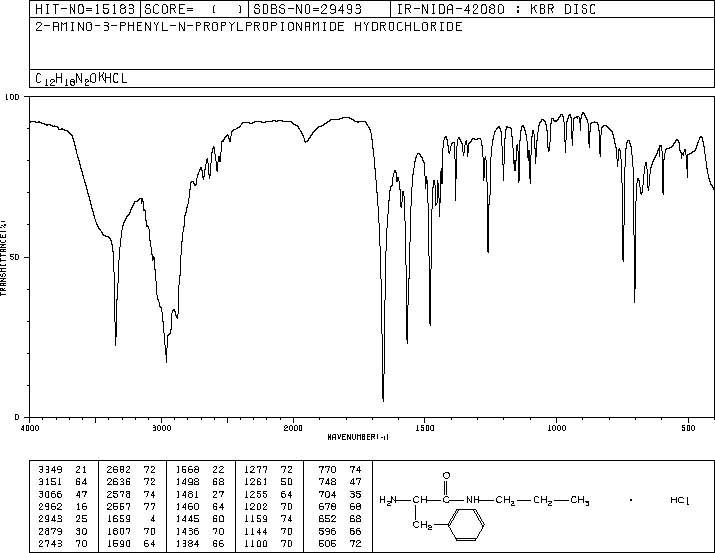 HIT-NO=15183 SCORE= ( ) SDBS-NO=29493 IR-NIDA-42080 : KBR DISC
2-AMINO-3-PHENYL-N-PROPYLPROPIONAMIDE HYDROCHLORIDE
C12H18N2O HCL
100
50
0
TRANSMITTANCE(%)
4000 3000 2000 1500 1000 500
WAVENUMBER(-1)
3349 21 2682 72 1568 22 1277 72 770 74
3151 64 2636 72 1498 68 1261 50 748 47
3066 47 2578 74 1481 27 1255 64 704 35
2962 16 2557 77 1460 64 1202 70 678 68
2943 25 1659 4 1445 60 1159 74 652 68
2879 30 1607 70 1436 70 1144 70 596 66
2743 70 1590 64 1384 66 1100 70 505 72
O
H2N CH C NH CH2 CH2 CH3 · HCl
CH2